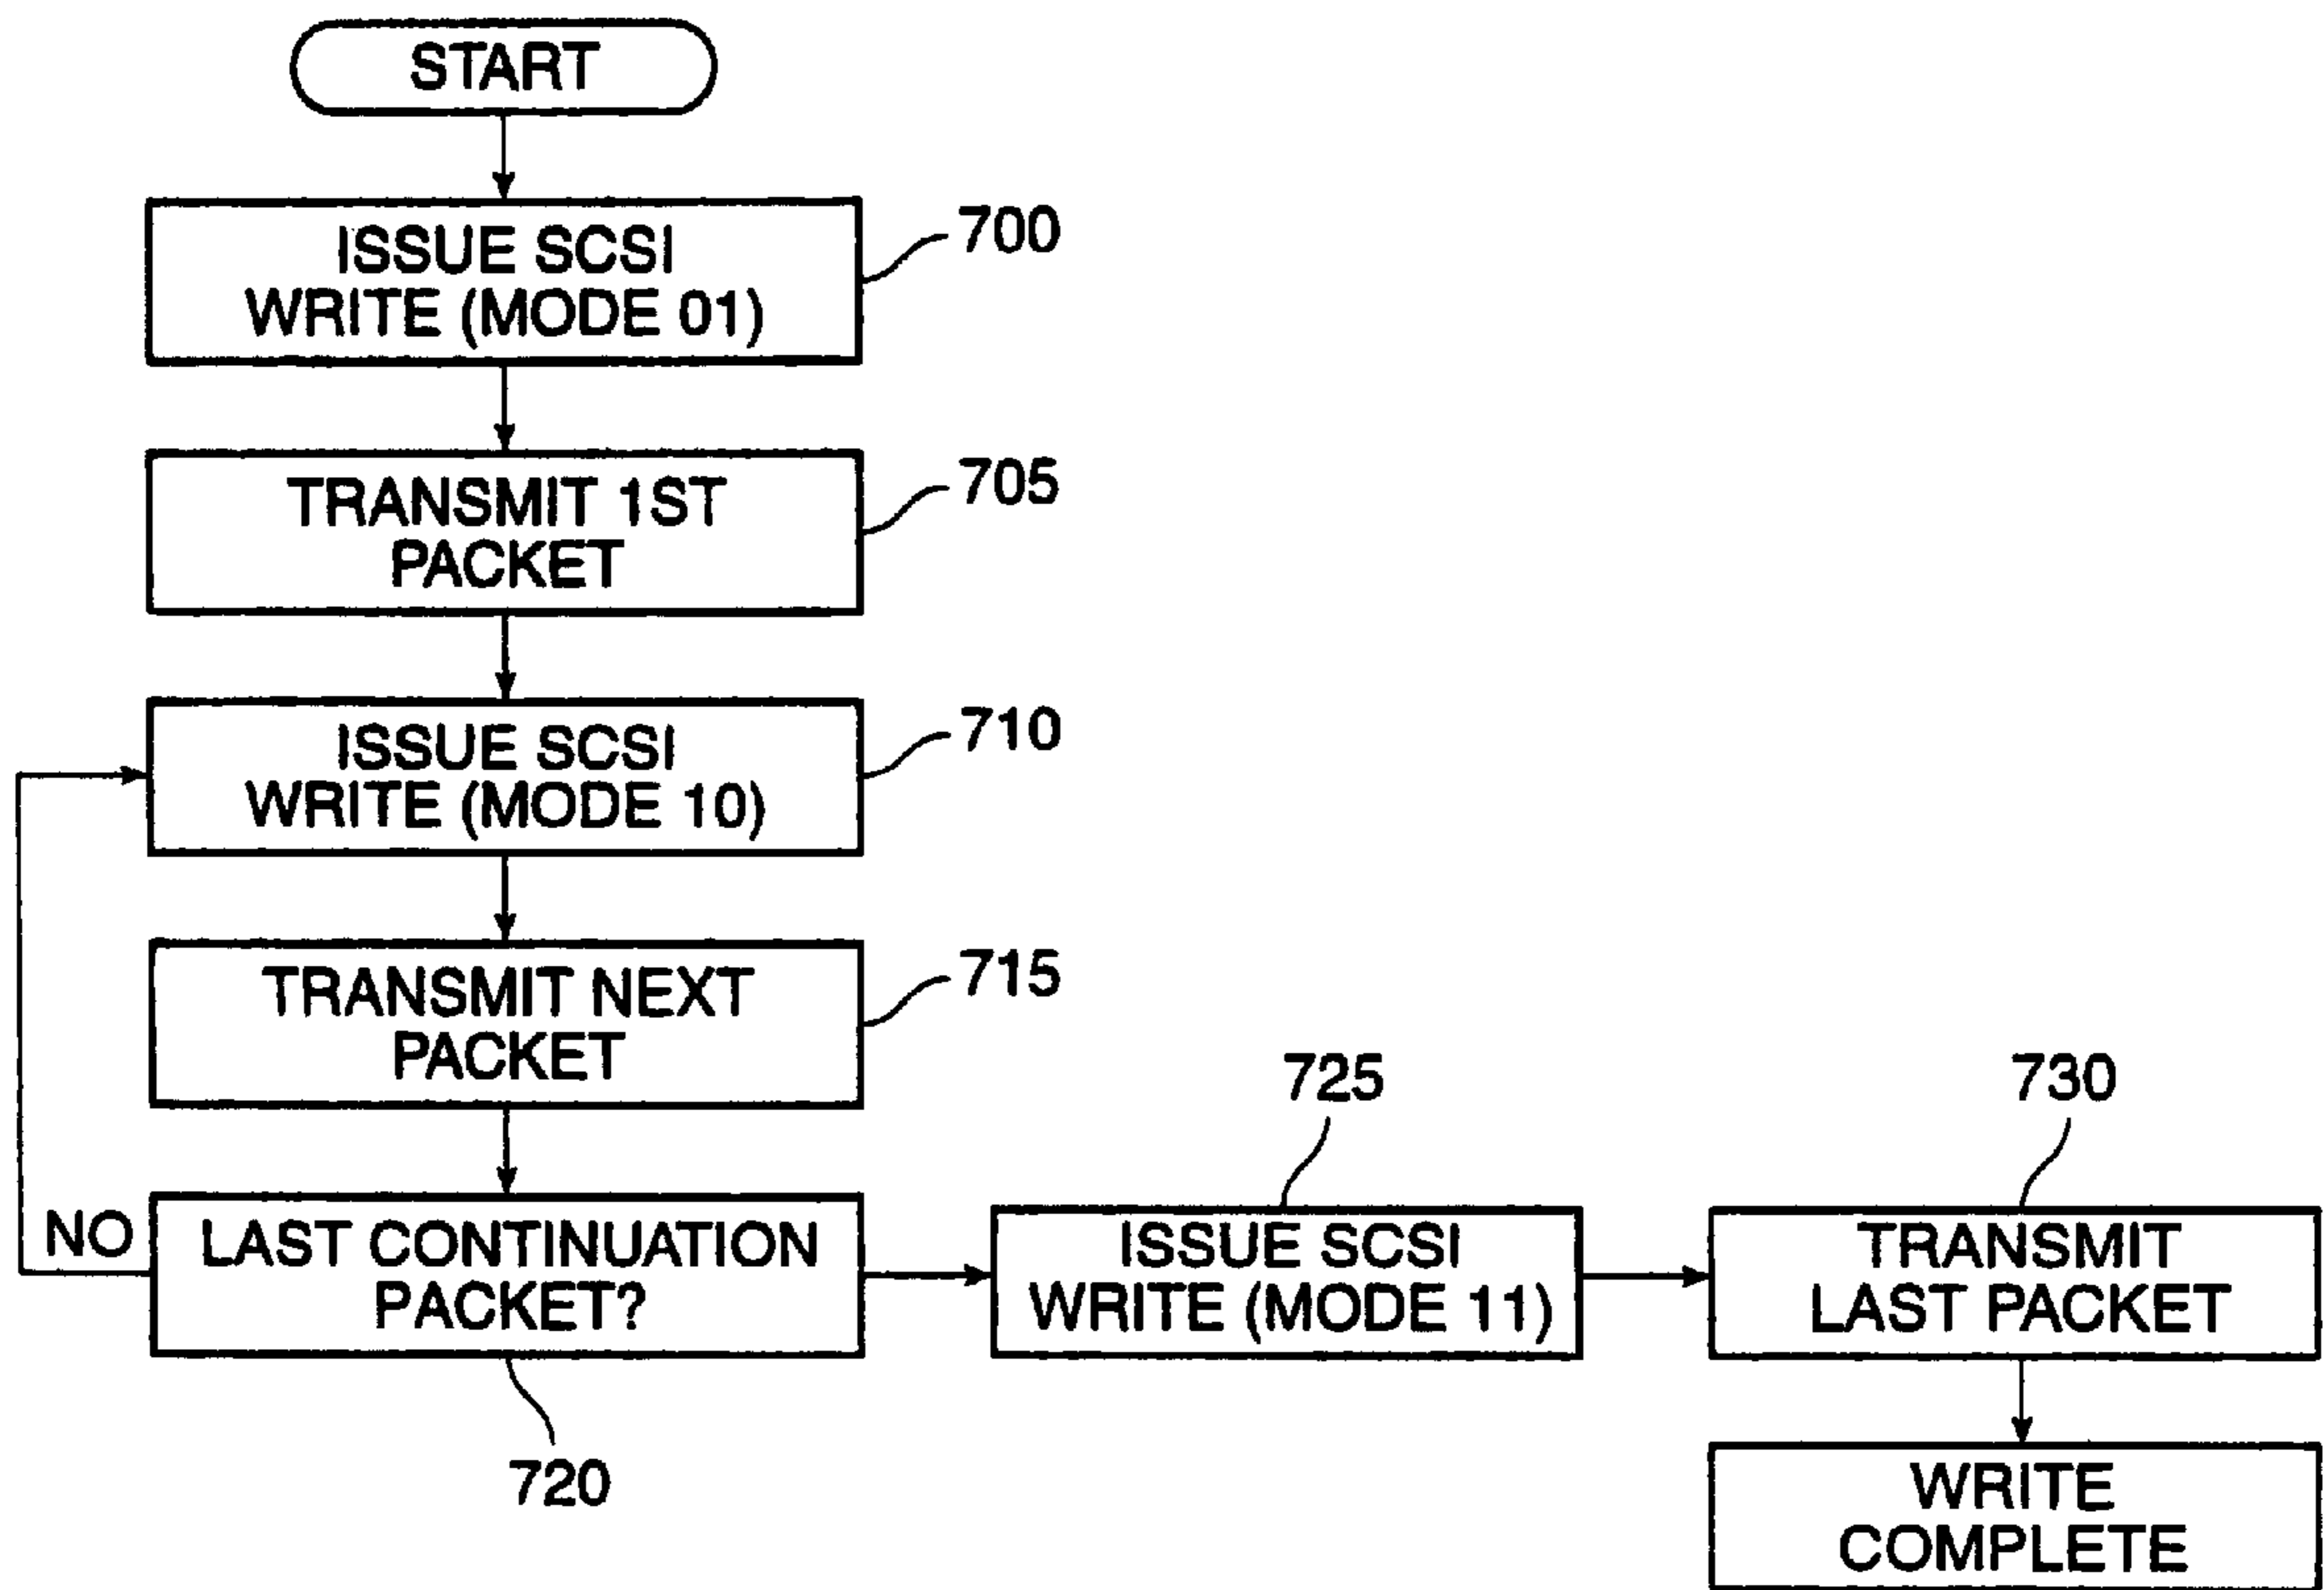 START
ISSUE SCSI
WRITE (MODE 01)
700
TRANSMIT 1ST
PACKET
705
ISSUE SCSI
WRITE (MODE 10)
710
TRANSMIT NEXT
PACKET
715
NO
LAST CONTINUATION
PACKET?
720
725
ISSUE SCSI
WRITE (MODE 11)
730
TRANSMIT
LAST PACKET
WRITE
COMPLETE